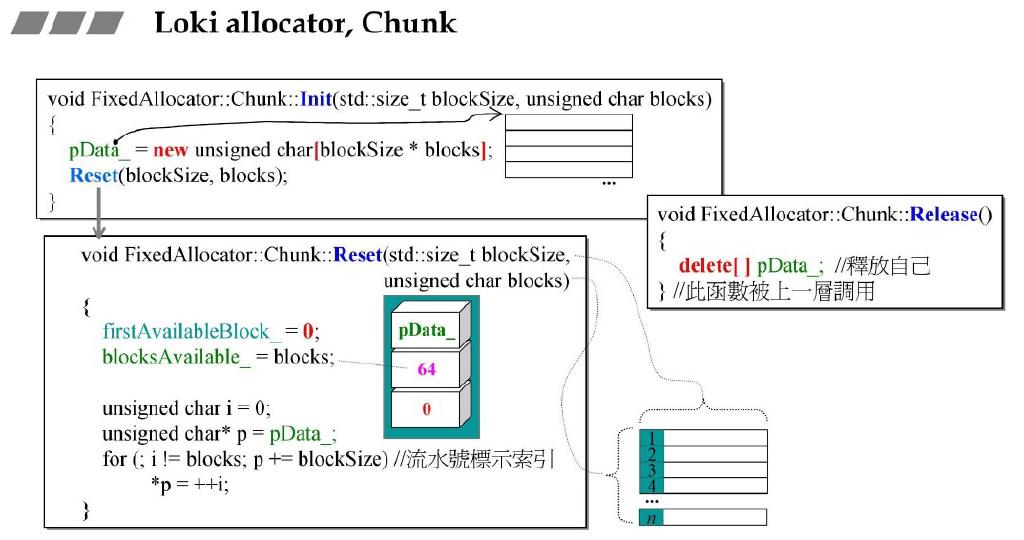 Loki allocator, Chunk
void FixedAllocator::Chunk::Init(std::size_t blockSize, unsigned char blocks)
{
pData_ = new unsigned char[blockSize * blocks];
Reset(blockSize, blocks);
}
...
void FixedAllocator::Chunk::Release()
{
delete[ ] pData_; //釋放自己
} //此函數被上一層調用
void FixedAllocator::Chunk::Reset(std::size_t blockSize,
unsigned char blocks)
{
firstAvailableBlock_ = 0;
blocksAvailable_ = blocks;
unsigned char i = 0;
unsigned char* p = pData_;
for (; i != blocks; p += blockSize) //流水號標示索引
*p = ++i;
}
pData_
64
0
1
2
3
4
...
n